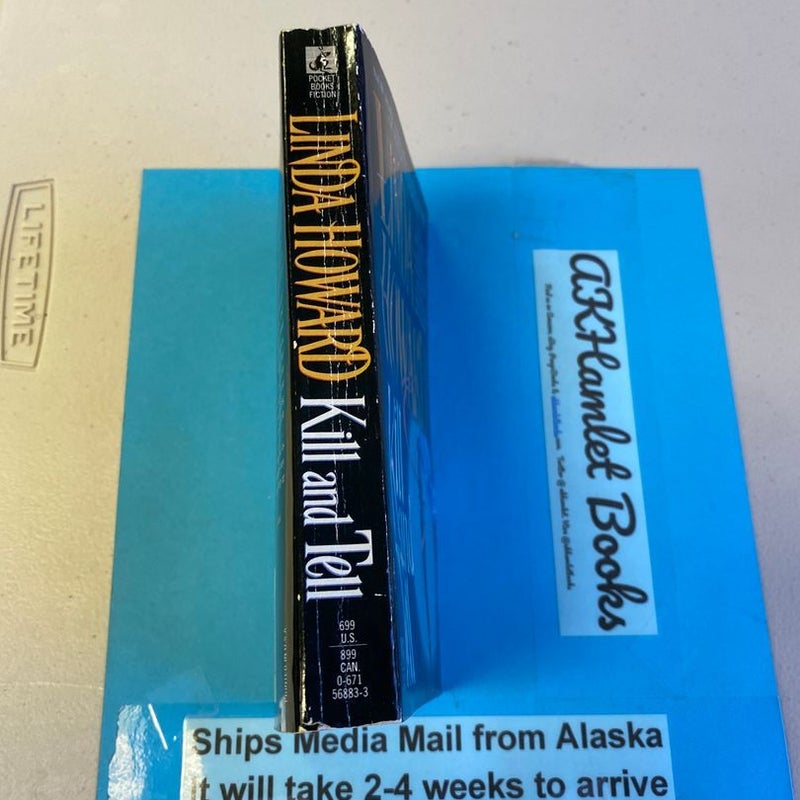 POCKET
BOOKS
FICTION
LINDA HOWARD
Kill and Tell
699
U.S.
899
CAN.
0-671
56883-3
LIFETIME
AKHamlet Books
Ships Media Mail from Alaska
it will take 2-4 weeks to arrive